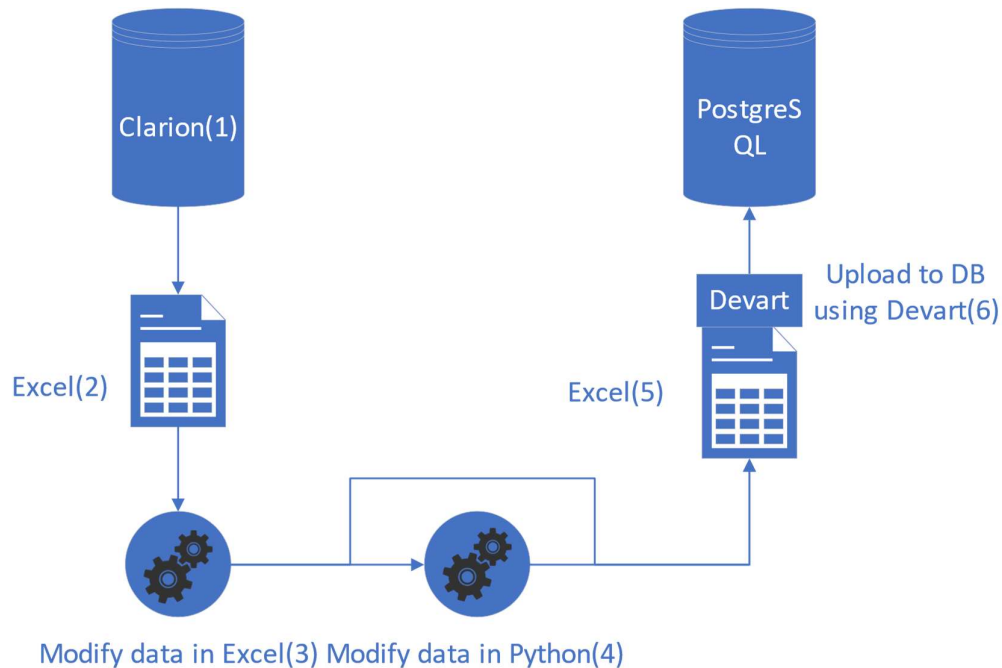 Clarion(1)
PostgreS
QL
Devart
Upload to DB
using Devart(6)
Excel(2)
Excel(5)
Modify data in Excel(3) Modify data in Python(4)